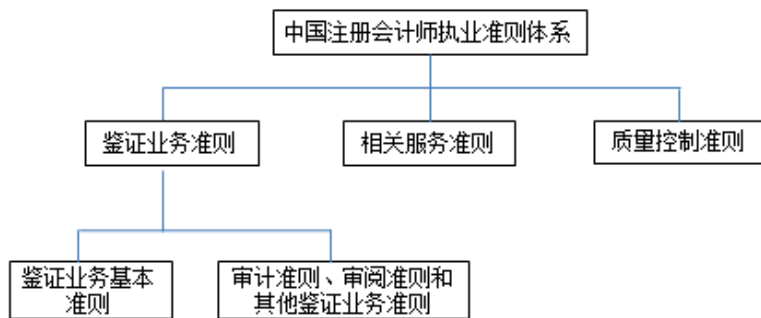 中国注册会计师执业准则体系
鉴证业务准则
相关服务准则
质量控制准则
鉴证业务基本
准则
审计准则、审阅准则和
其他鉴证业务准则